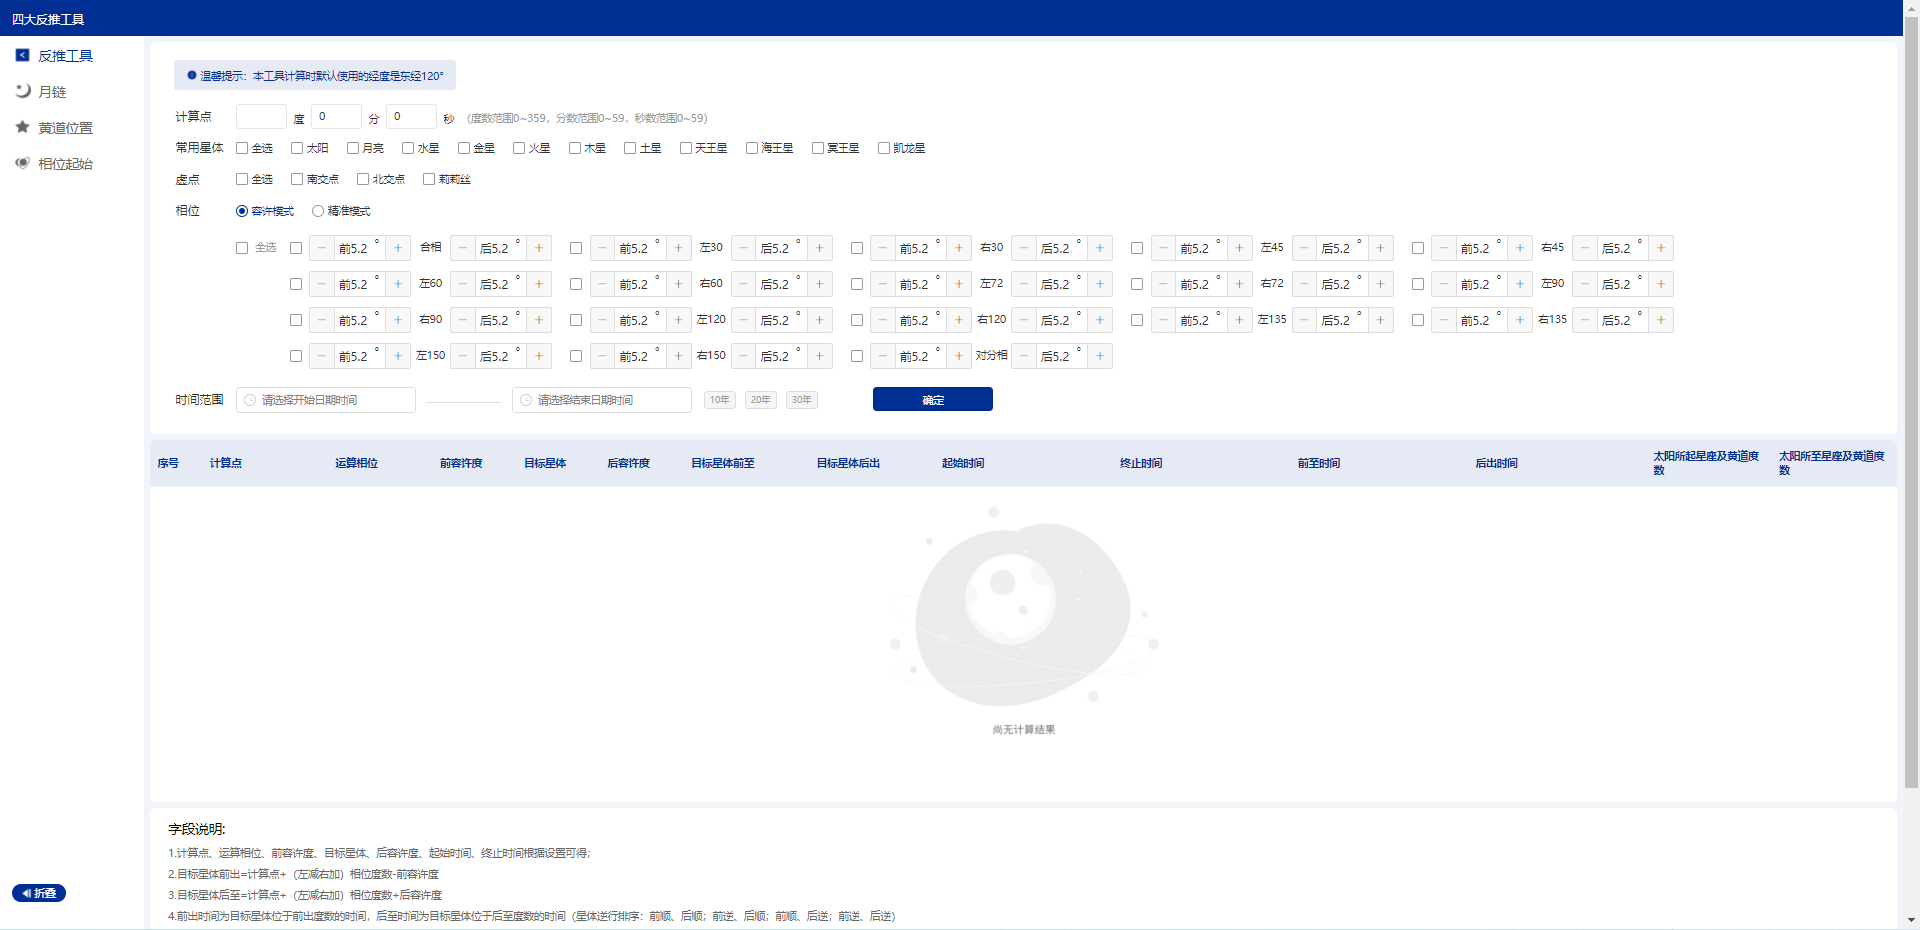 四大反推工具
反推工具
月链
黄道位置
相位起始
折叠
温馨提示：本工具计算时默认使用的经度是东经120°
计算点 度 0 分 0 秒 （度数范围0~359，分数范围0~59，秒数范围0~59）
常用星体 全选 太阳 月亮 水星 金星 火星 木星 土星 天王星 海王星 冥王星 凯龙星
虚点 全选 南交点 北交点 莉莉丝
相位 容许模式 精准模式
全选 − 前5.2 ° + 合相 − 后5.2 ° + − 前5.2 ° + 左30 − 后5.2 ° + − 前5.2 ° + 右30 − 后5.2 ° + − 前5.2 ° + 左45 − 后5.2 ° + − 前5.2 ° + 右45 − 后5.2 ° +
− 前5.2 ° + 左60 − 后5.2 ° + − 前5.2 ° + 右60 − 后5.2 ° + − 前5.2 ° + 左72 − 后5.2 ° + − 前5.2 ° + 右72 − 后5.2 ° + − 前5.2 ° + 左90 − 后5.2 ° +
− 前5.2 ° + 右90 − 后5.2 ° + − 前5.2 ° + 左120 − 后5.2 ° + − 前5.2 ° + 右120 − 后5.2 ° + − 前5.2 ° + 左135 − 后5.2 ° + − 前5.2 ° + 右135 − 后5.2 ° +
− 前5.2 ° + 左150 − 后5.2 ° + − 前5.2 ° + 右150 − 后5.2 ° + − 前5.2 ° + 对分相 − 后5.2 ° +
时间范围 请选择开始日期时间 请选择结束日期时间 10年 20年 30年 确定
序号 计算点 运算相位 前容许度 目标星体 后容许度 目标星体前至 目标星体后出 起始时间 终止时间 前至时间 后出时间 太阳所起星座及黄道度数 太阳所至星座及黄道度数
尚无计算结果
字段说明:
1.计算点、运算相位、前容许度、目标星体、后容许度、起始时间、终止时间根据设置可得;
2.目标星体前出=计算点+（左减右加）相位度数-前容许度
3.目标星体后至=计算点+（左减右加）相位度数+后容许度
4.前出时间为目标星体位于前出度数的时间，后至时间为目标星体位于后至度数的时间（星体逆行排序：前顺、后顺；前逆、后顺；前顺、后逆；前逆、后逆）